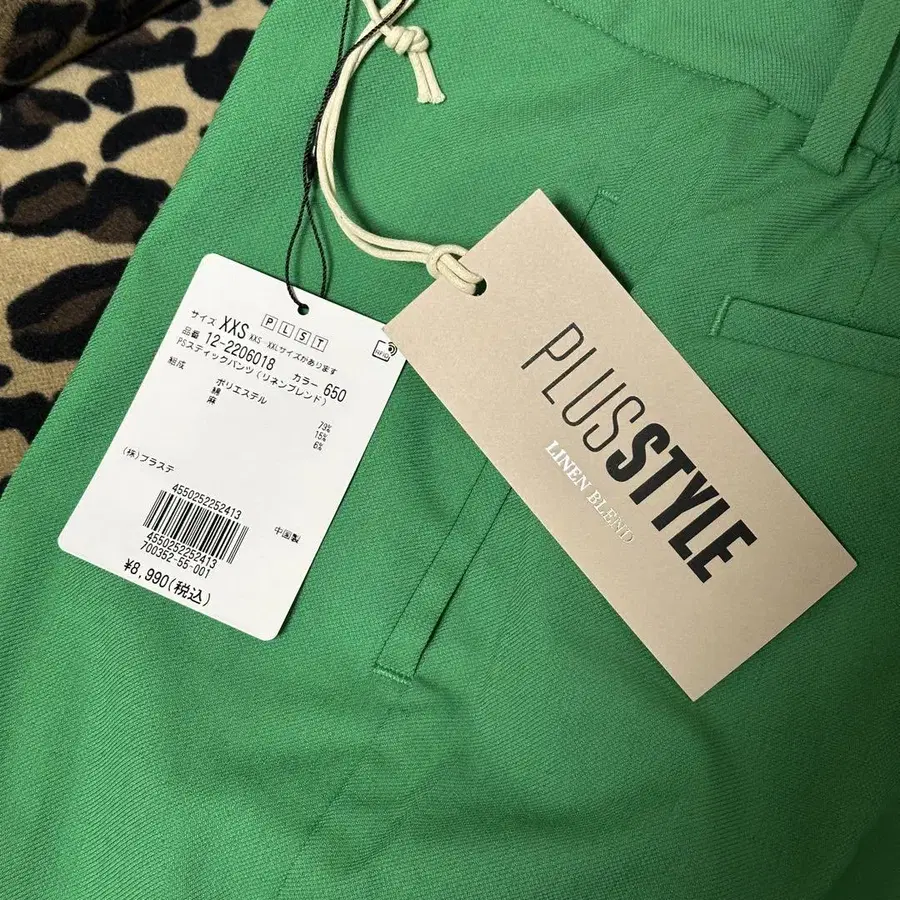 PLST
サイズ XXS XXS‐XXLサイズがあります
品番 12-2206018 カラー 650
PSスティックパンツ(リネンブレンド)
組成 ポリエステル 79%
綿 15%
麻 6%
(株)プラステ
4550252252413
中国製
4550252252413
700352-55-001
¥8,990(税込)
PLUSSTYLE
LINEN BLEND